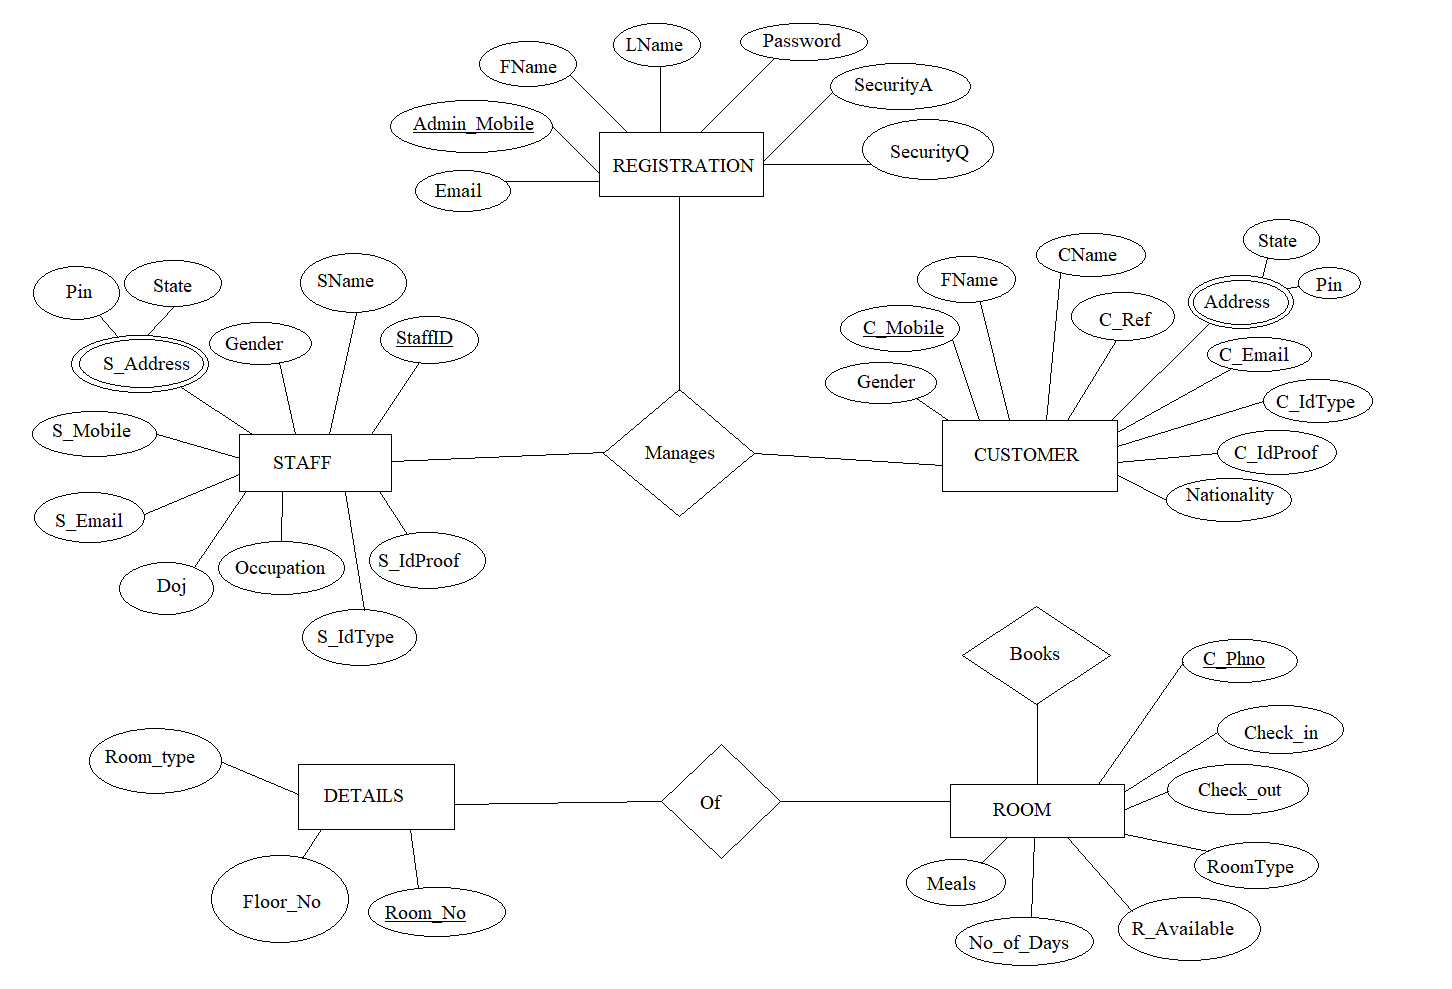 LName
Password
FName
SecurityA
Admin_Mobile
SecurityQ
REGISTRATION
Email
State
CName
SName
FName
State
Pin
Pin
Address
C_Ref
C_Mobile
StaffID
Gender
C_Email
S_Address
Gender
C_IdType
S_Mobile
Manages
C_IdProof
CUSTOMER
STAFF
Nationality
S_Email
S_IdProof
Occupation
Doj
S_IdType
Books
C_Phno
Check_in
Room_type
Check_out
DETAILS
Of
ROOM
RoomType
Meals
Floor_No
Room_No
R_Available
No_of_Days